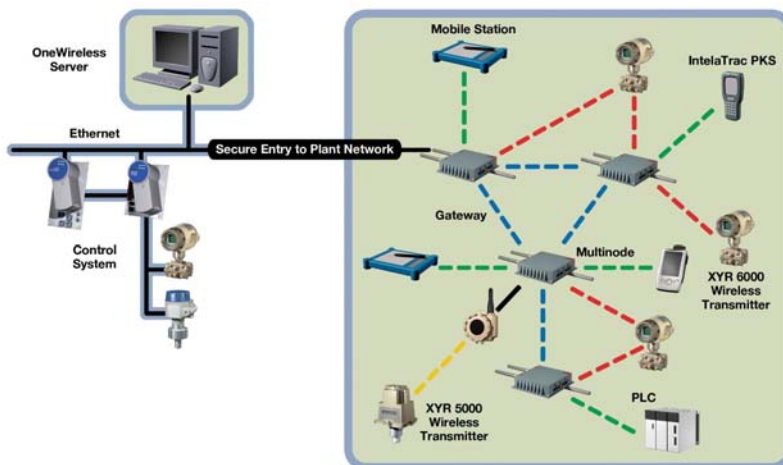 OneWireless
Server
Mobile Station
IntelaTrac PKS
Ethernet
Secure Entry to Plant Network
Gateway
Control
System
Multinode
XYR 6000
Wireless
Transmitter
XYR 5000
Wireless
Transmitter
PLC